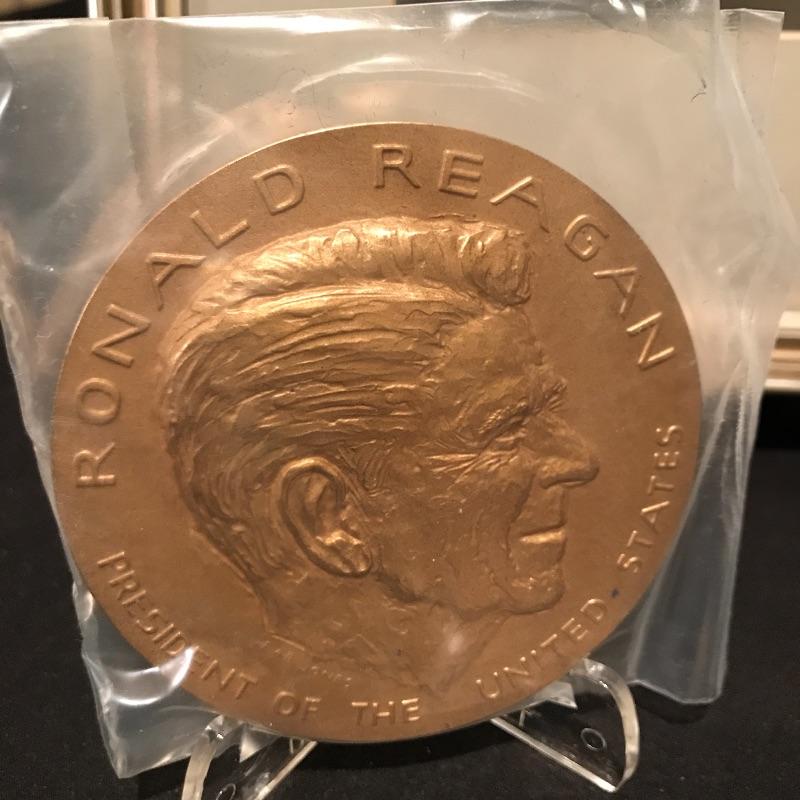 RONALD REAGAN
PRESIDENT OF THE UNITED STATES